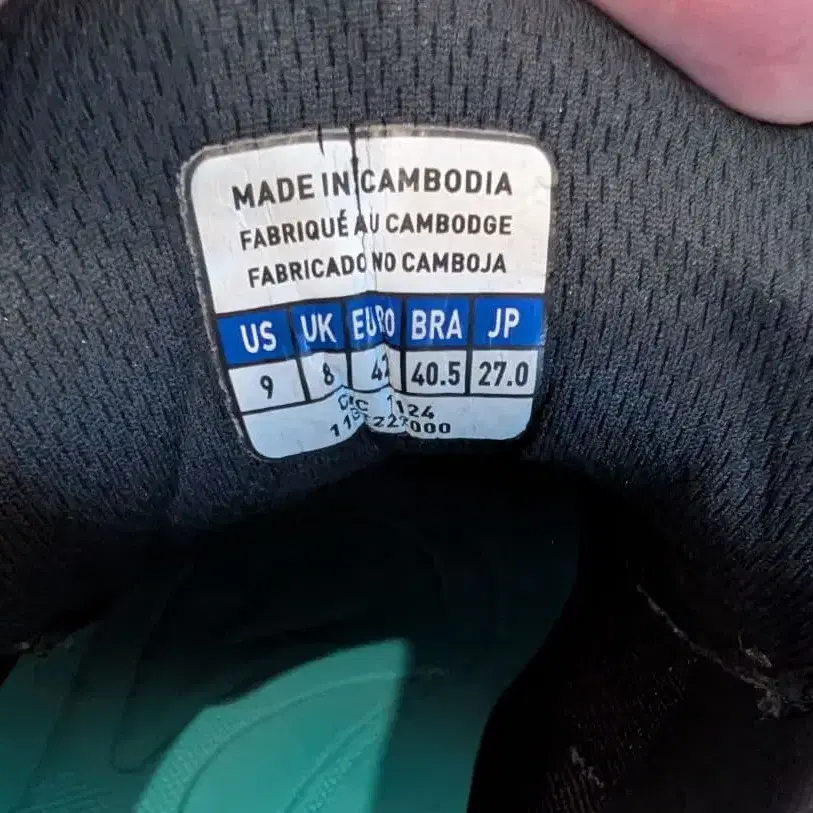 MADE IN CAMBODIA
FABRIQUÉ AU CAMBODGE
FABRICADO NO CAMBOJA
US UK EURO BRA JP
9 8 42 40.5 27.0
1124